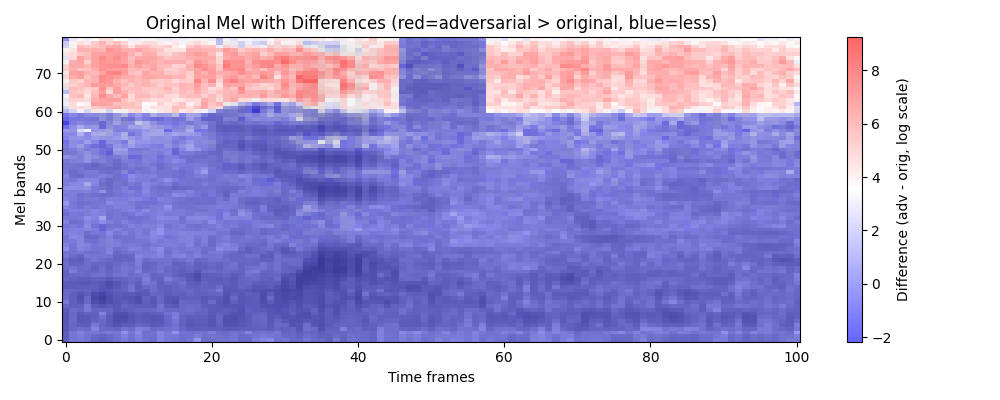 Original Mel with Differences (red=adversarial > original, blue=less)
Mel bands
70
60
50
40
30
20
10
0
0 20 40 60 80 100
Time frames
8
6
4
2
0
−2
Difference (adv - orig, log scale)